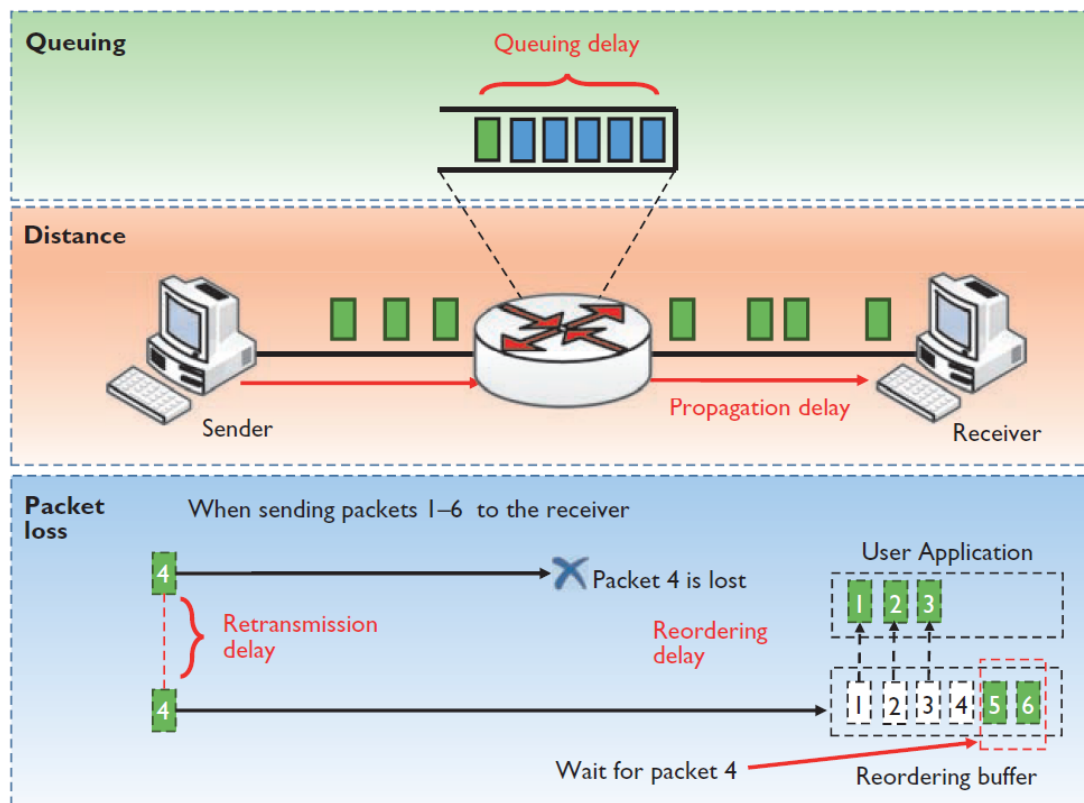 Queuing
Queuing delay
Distance
Sender
Propagation delay
Receiver
Packet
loss
When sending packets 1–6 to the receiver
User Application
4
Packet 4 is lost
1 2 3
Retransmission
delay
Reordering
delay
4
1 2 3 4 5 6
Wait for packet 4
Reordering buffer